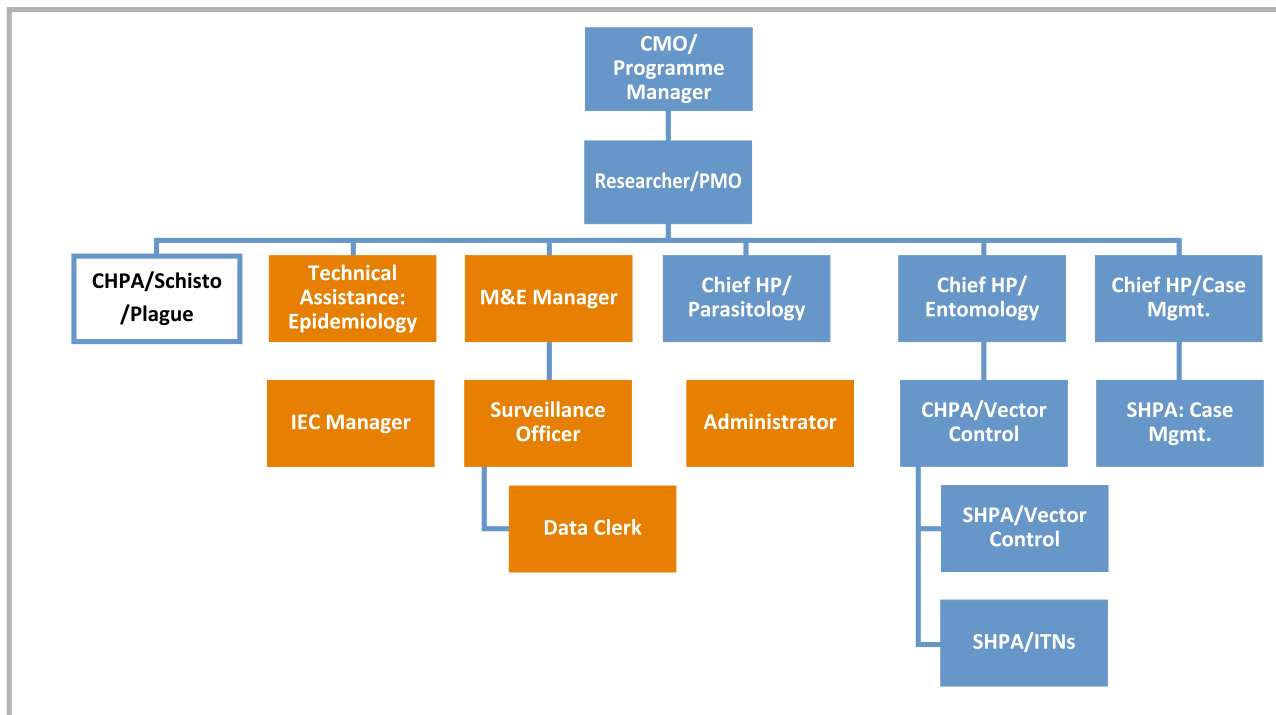 CMO/
Programme
Manager
Researcher/PMO
CHPA/Schisto
/Plague
Technical
Assistance:
Epidemiology
M&E Manager
Chief HP/
Parasitology
Chief HP/
Entomology
Chief HP/Case
Mgmt.
IEC Manager
Surveillance
Officer
Administrator
CHPA/Vector
Control
SHPA: Case
Mgmt.
Data Clerk
SHPA/Vector
Control
SHPA/ITNs